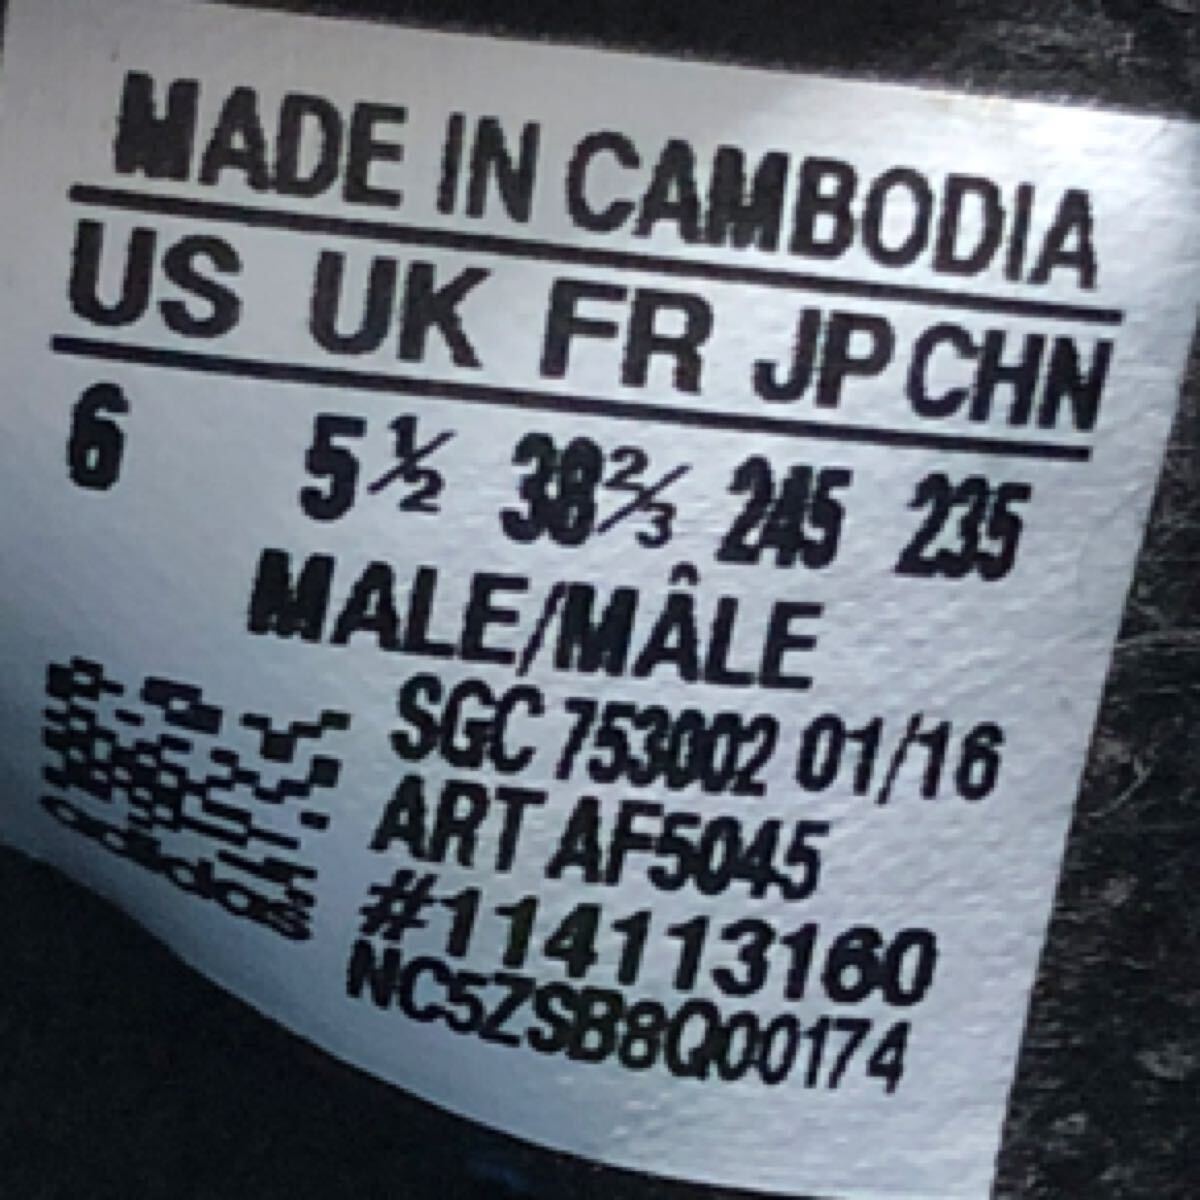 MADE IN CAMBODIA
US UK FR JP CHN
6 5½ 38⅔ 245 235
MALE/MÂLE
SGC 753002 01/16
ART AF5045
#114113160
NC5ZSB8Q00174
adidas